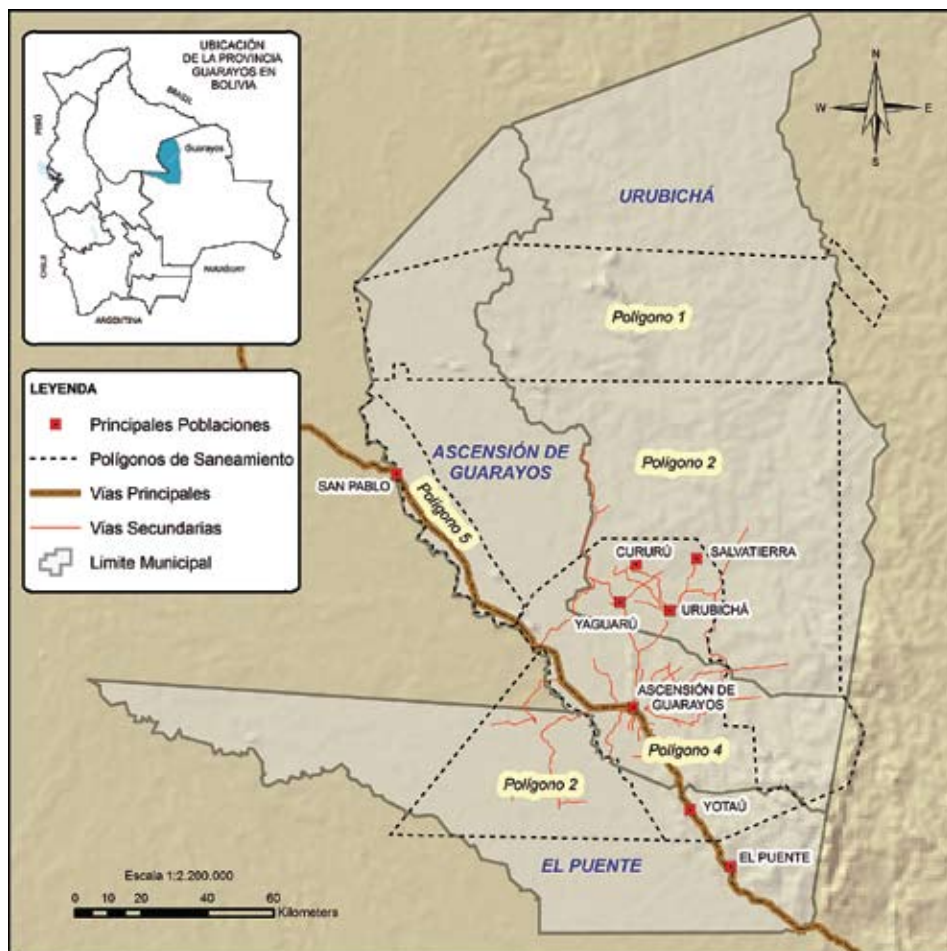 UBICACIÓN
DE LA PROVINCIA
GUARAYOS EN
BOLIVIA
BRASIL
PERÚ
Guarayos
CHILE
PARAGUAY
ARGENTINA
N
W
E
S
LEYENDA
Principales Poblaciones
Polígonos de Saneamiento
Vías Principales
Vías Secundarias
Límite Municipal
URUBICHÁ
Polígono 1
ASCENSIÓN DE
GUARAYOS
Polígono 2
SAN PABLO
Polígono 5
CURURÚ
SALVATIERRA
YAGUARÚ
URUBICHÁ
ASCENSIÓN DE
GUARAYOS
Polígono 4
Polígono 2
YOTAÚ
EL PUENTE
EL PUENTE
Escala 1:2.200.000
0 10 20 40 60
Kilometers